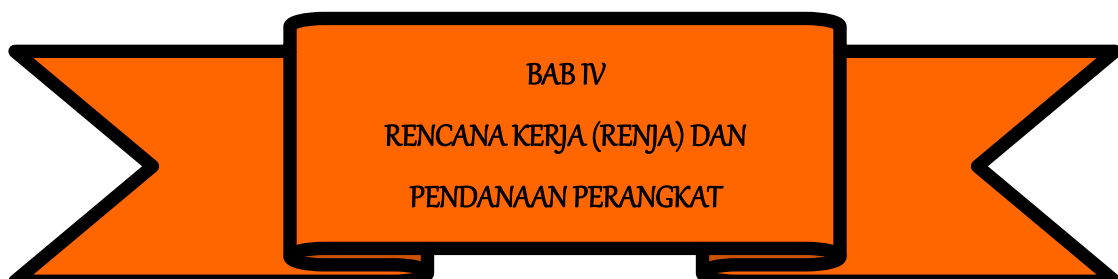 BAB IV
RENCANA KERJA (RENJA) DAN
PENDANAAN PERANGKAT